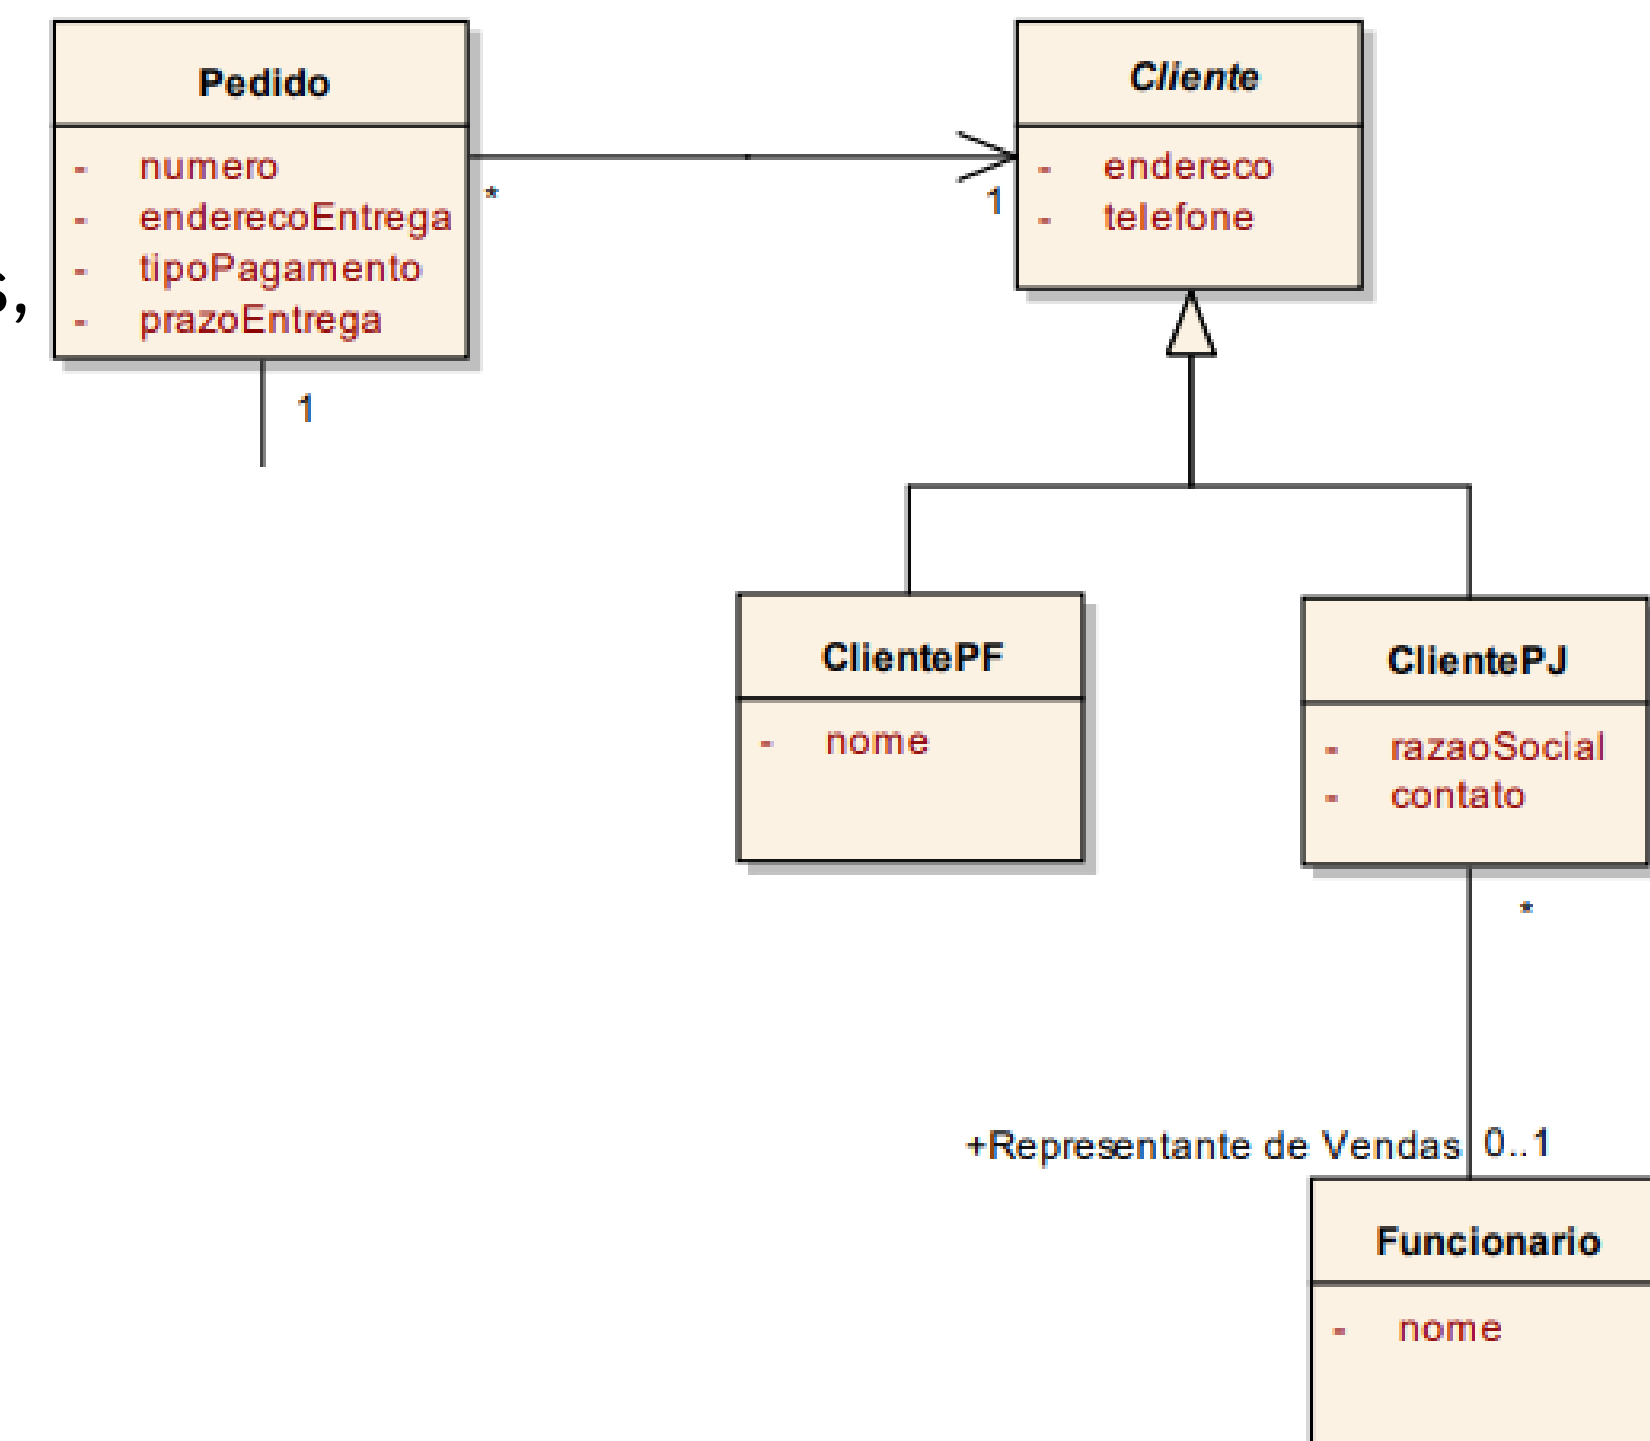 Pedido
- numero
- enderecoEntrega
- tipoPagamento
- prazoEntrega
s,
1
*
1
Cliente
- endereco
- telefone
ClientePF
- nome
ClientePJ
- razaoSocial
- contato
*
+Representante de Vendas 0..1
Funcionario
- nome